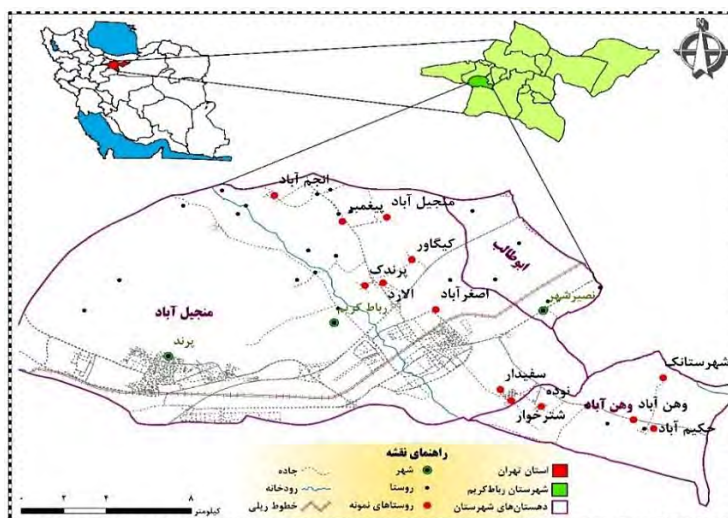 انجم آباد
منجیل آباد
پیغمبر
کیگاور
ابوطالب
پرندک
الارد
اصغرآباد
رباط کریم
نصیرشهر
منجیل آباد
پرند
شهرستانک
سفیدار
نوده
شترخوار
وهن آباد
وهن آباد
حکیم آباد
راهنمای نقشه
استان تهران
شهرستان رباط‌کریم
دهستان‌های شهرستان
شهر
روستا
روستاهای نمونه
جاده
رودخانه
خطوط ریلی
8
کیلومتر